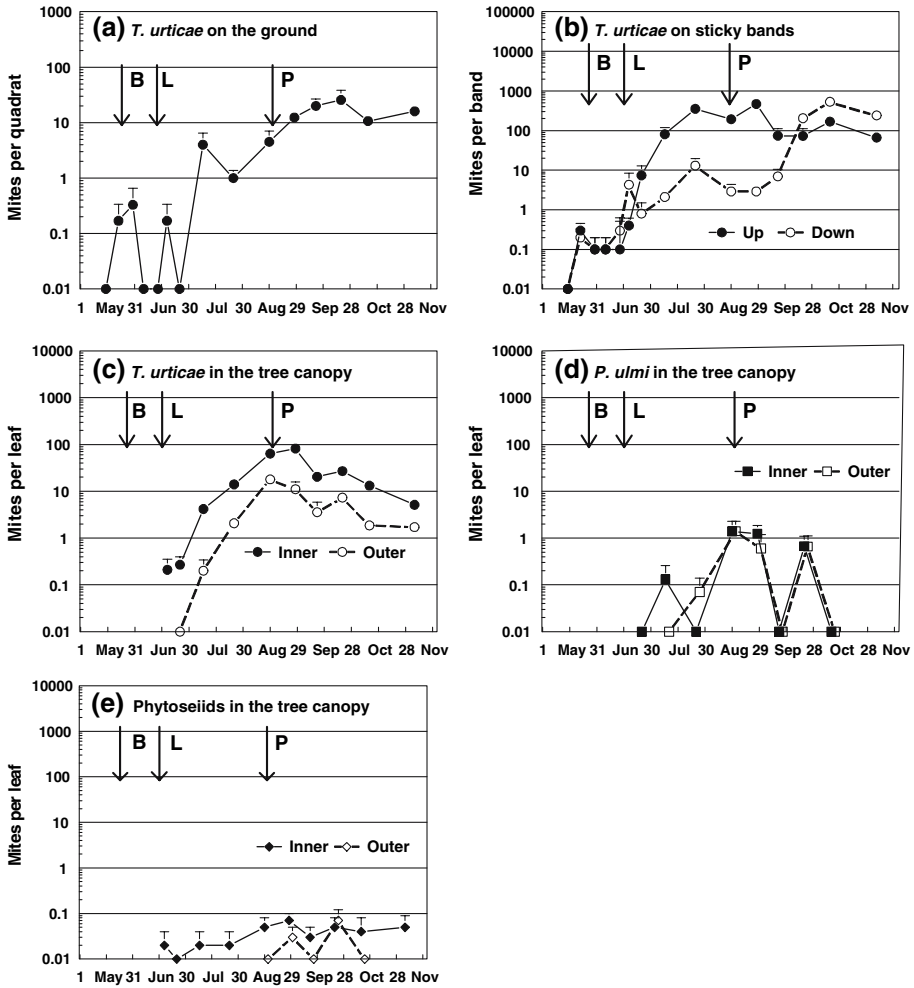 (a) T. urticae on the ground
1000
100
10
1
0.1
0.01
Mites per quadrat
B L P
1 May 31 Jun 30 Jul 30 Aug 29 Sep 28 Oct 28 Nov
(b) T. urticae on sticky bands
100000
10000
1000
100
10
1
0.1
0.01
Mites per band
B L P
Up Down
1 May 31 Jun 30 Jul 30 Aug 29 Sep 28 Oct 28 Nov
(c) T. urticae in the tree canopy
10000
1000
100
10
1
0.1
0.01
Mites per leaf
B L P
Inner Outer
1 May 31 Jun 30 Jul 30 Aug 29 Sep 28 Oct 28 Nov
(d) P. ulmi in the tree canopy
10000
1000
100
10
1
0.1
0.01
Mites per leaf
B L P
Inner Outer
1 May 31 Jun 30 Jul 30 Aug 29 Sep 28 Oct 28 Nov
(e) Phytoseiids in the tree canopy
10000
1000
100
10
1
0.1
0.01
Mites per leaf
B L P
Inner Outer
1 May 31 Jun 30 Jul 30 Aug 29 Sep 28 Oct 28 Nov